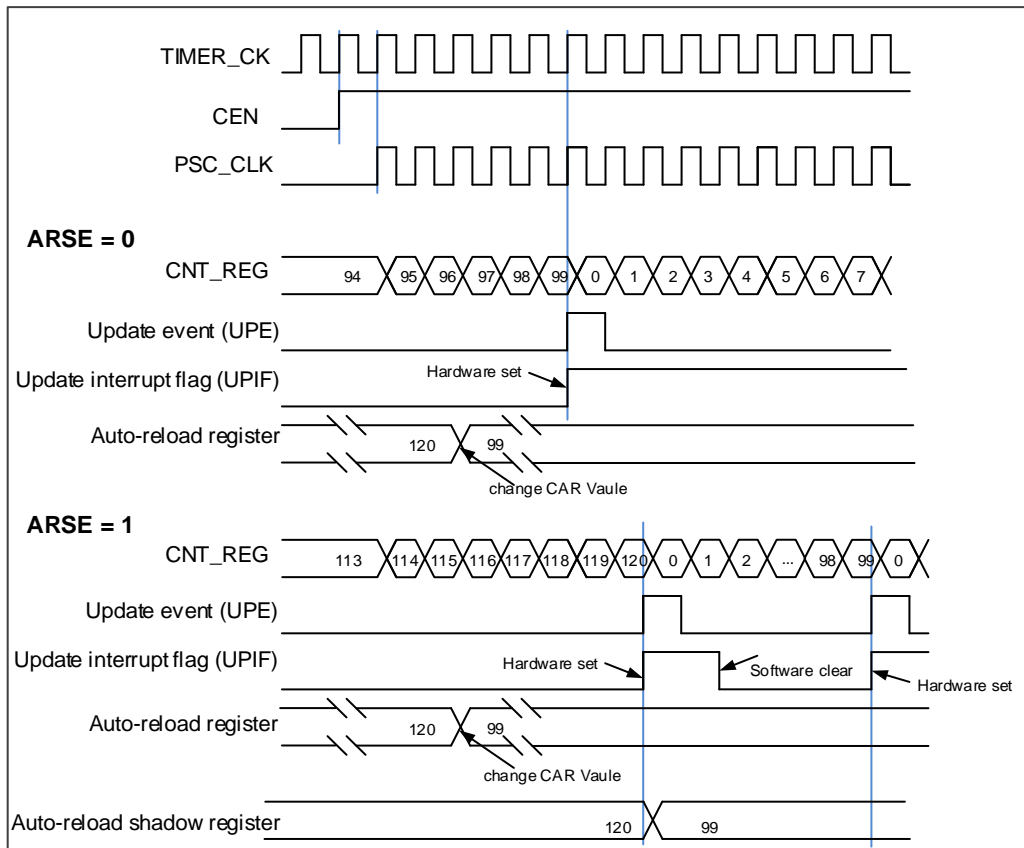 TIMER_CK
CEN
PSC_CLK
ARSE = 0
CNT_REG 94 95 96 97 98 99 0 1 2 3 4 5 6 7
Update event (UPE)
Update interrupt flag (UPIF) Hardware set
Auto-reload register 120 99
change CAR Vaule
ARSE = 1
CNT_REG 113 114 115 116 117 118 119 120 0 1 2 ... 98 99 0
Update event (UPE)
Update interrupt flag (UPIF) Hardware set Software clear Hardware set
Auto-reload register 120 99
change CAR Vaule
Auto-reload shadow register 120 99